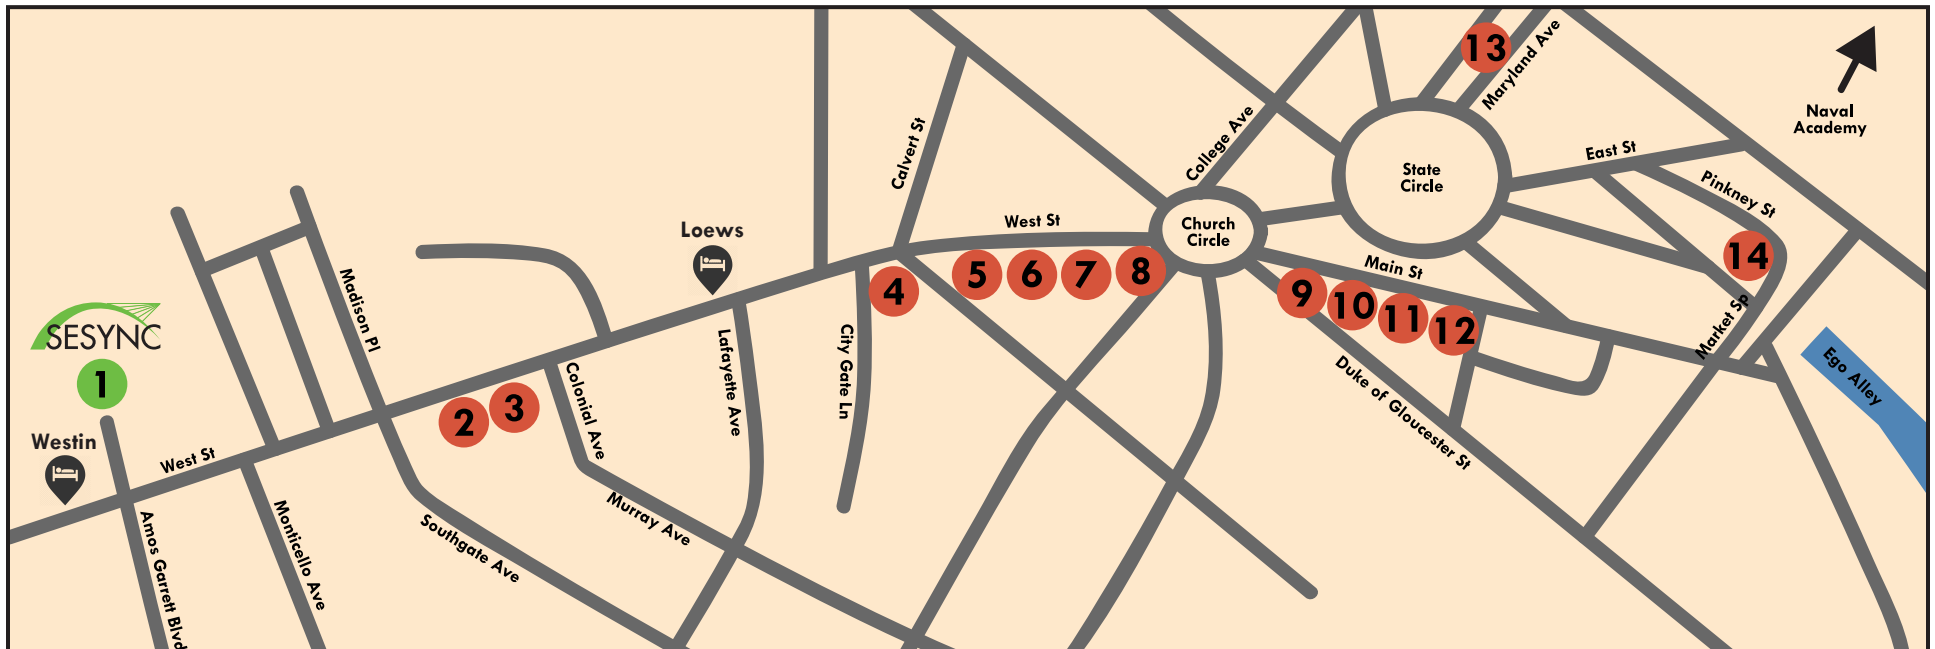 13
Maryland Ave
Naval
Academy
Calvert St
College Ave
State
Circle
East St
Pinkney St
Loews
West St
Church
Circle
Main St
14
4
5
6
7
8
9
10
11
12
Market Sp
SESYNC
1
Madison Pl
Westin
West St
2
3
Colonial Ave
Lafayette Ave
City Gate Ln
Duke of Gloucester St
Ego Alley
Amos Garrett Blvd
Monticello Ave
Southgate Ave
Murray Ave